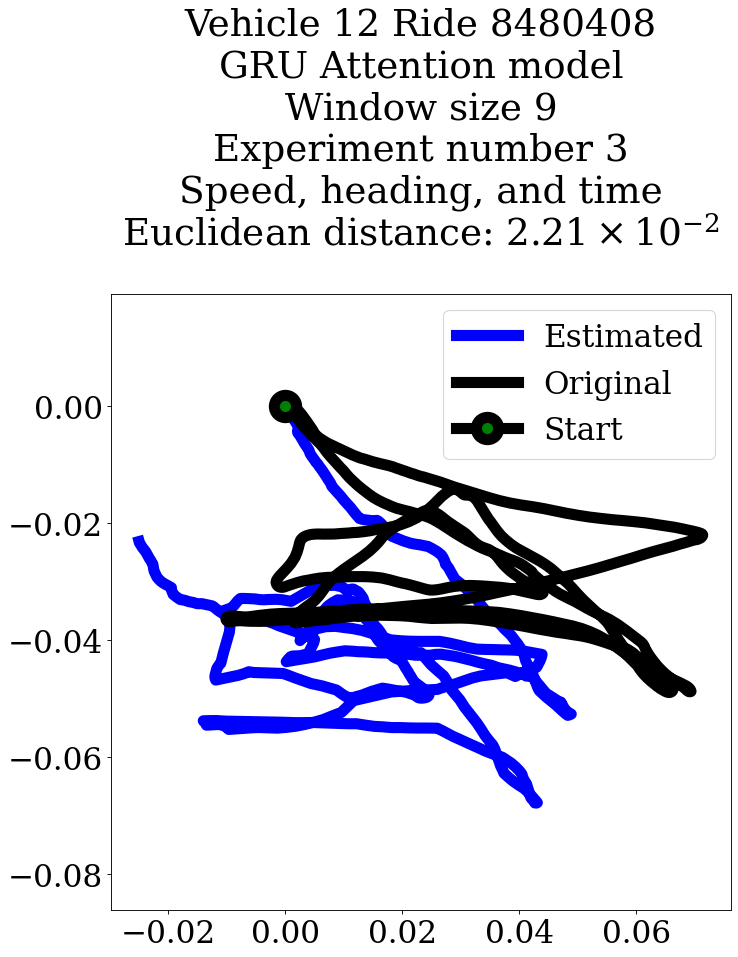 Vehicle 12 Ride 8480408
GRU Attention model
Window size 9
Experiment number 3
Speed, heading, and time
Euclidean distance: 2.21 × 10⁻²
Estimated
Original
Start
0.00
−0.02
−0.04
−0.06
−0.08
−0.02 0.00 0.02 0.04 0.06